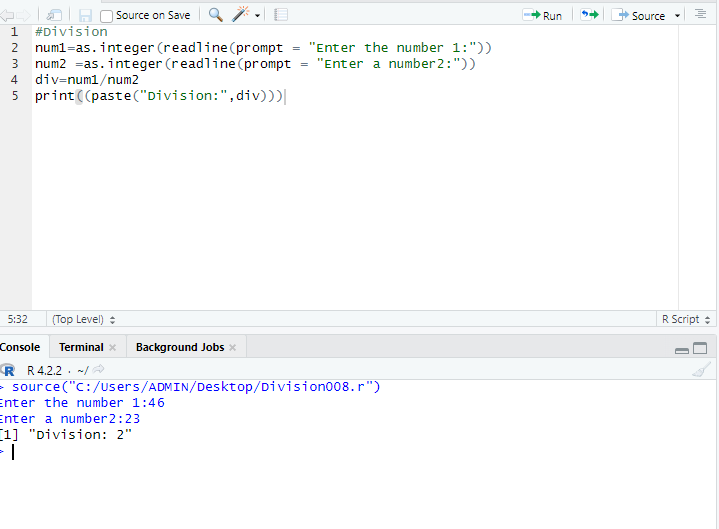 Source on Save
Run
Source
1 #Division
2 num1=as.integer(readline(prompt = "Enter the number 1:"))
3 num2 =as.integer(readline(prompt = "Enter a number2:"))
4 div=num1/num2
5 print((paste("Division:",div)))
5:32 (Top Level) R Script
Console Terminal Background Jobs
R R 4.2.2 · ~/
> source("C:/Users/ADMIN/Desktop/Division008.r")
Enter the number 1:46
Enter a number2:23
[1] "Division: 2"
>